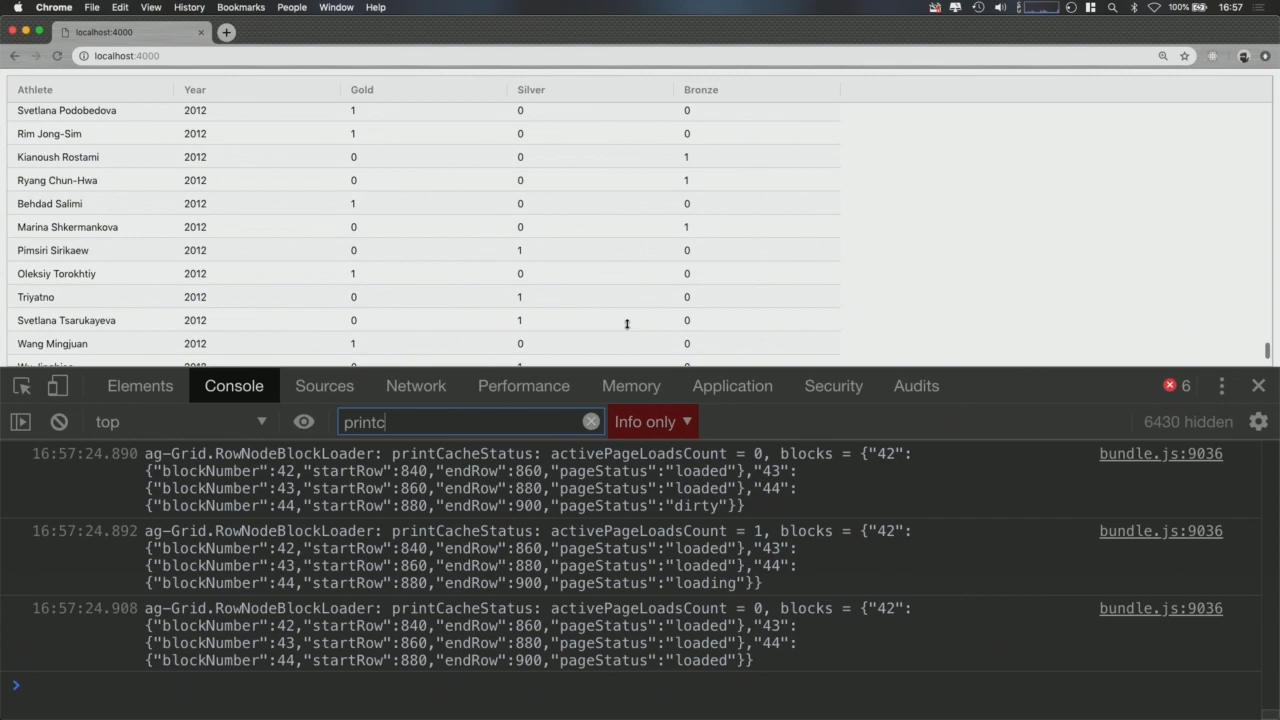 Chrome File Edit View History Bookmarks People Window Help 100% 16:57
localhost:4000
localhost:4000
Athlete Year Gold Silver Bronze
Svetlana Podobedova 2012 1 0 0
Rim Jong-Sim 2012 1 0 0
Kianoush Rostami 2012 0 0 1
Ryang Chun-Hwa 2012 0 0 1
Behdad Salimi 2012 1 0 0
Marina Shkermankova 2012 0 0 1
Pimsiri Sirikaew 2012 0 1 0
Oleksiy Torokhtiy 2012 1 0 0
Triyatno 2012 0 1 0
Svetlana Tsarukayeva 2012 0 1 0
Wang Mingjuan 2012 1 0 0
Elements Console Sources Network Performance Memory Application Security Audits 6
top printc Info only 6430 hidden
16:57:24.890 ag-Grid.RowNodeBlockLoader: printCacheStatus: activePageLoadsCount = 0, blocks = {"42": bundle.js:9036
{"blockNumber":42,"startRow":840,"endRow":860,"pageStatus":"loaded"},"43":
{"blockNumber":43,"startRow":860,"endRow":880,"pageStatus":"loaded"},"44":
{"blockNumber":44,"startRow":880,"endRow":900,"pageStatus":"dirty"}}
16:57:24.892 ag-Grid.RowNodeBlockLoader: printCacheStatus: activePageLoadsCount = 1, blocks = {"42": bundle.js:9036
{"blockNumber":42,"startRow":840,"endRow":860,"pageStatus":"loaded"},"43":
{"blockNumber":43,"startRow":860,"endRow":880,"pageStatus":"loaded"},"44":
{"blockNumber":44,"startRow":880,"endRow":900,"pageStatus":"loading"}}
16:57:24.908 ag-Grid.RowNodeBlockLoader: printCacheStatus: activePageLoadsCount = 0, blocks = {"42": bundle.js:9036
{"blockNumber":42,"startRow":840,"endRow":860,"pageStatus":"loaded"},"43":
{"blockNumber":43,"startRow":860,"endRow":880,"pageStatus":"loaded"},"44":
{"blockNumber":44,"startRow":880,"endRow":900,"pageStatus":"loaded"}}